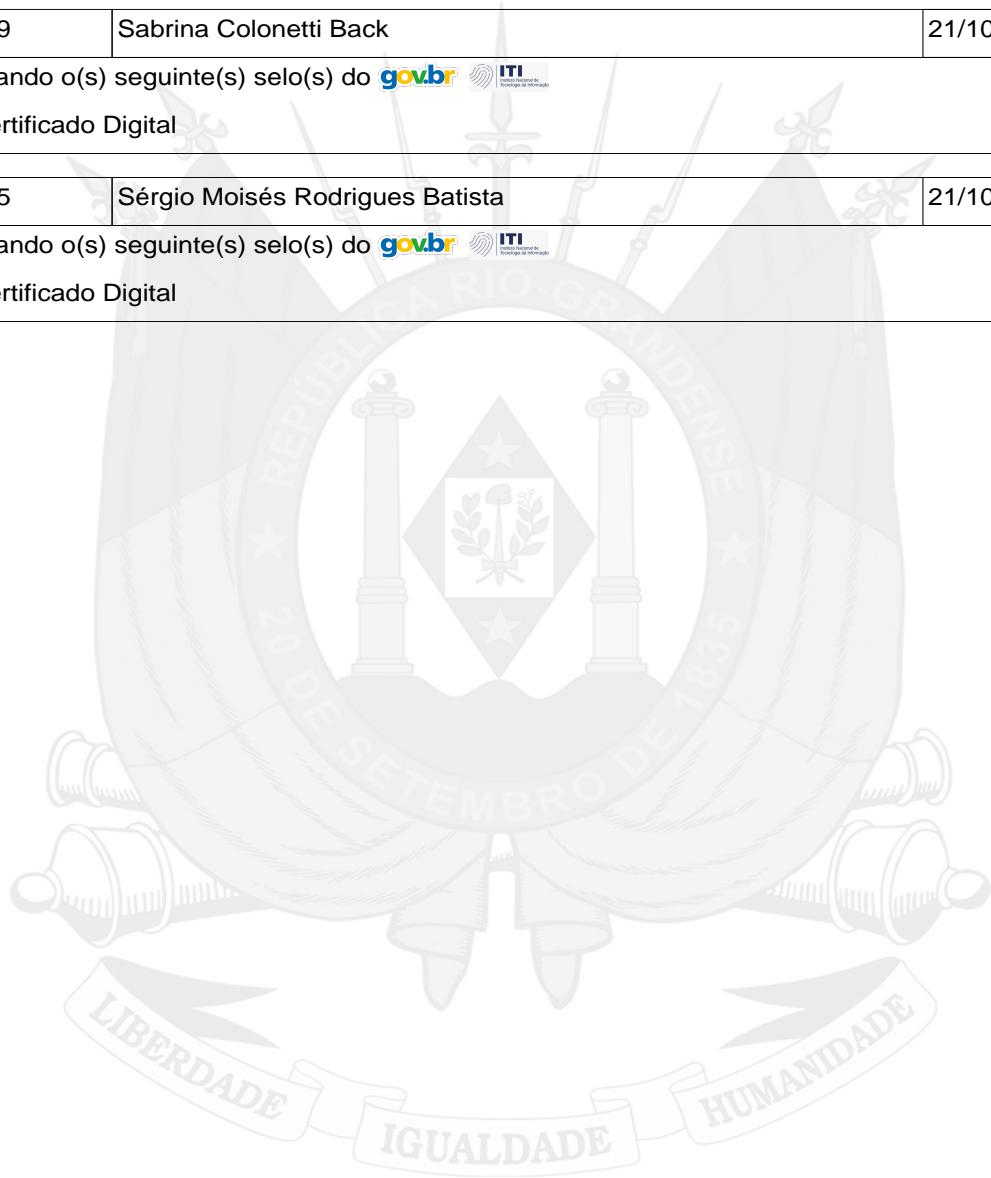 9 Sabrina Colonetti Back 21/10
ando o(s) seguinte(s) selo(s) do gov.br ITI
rtificado Digital
5 Sérgio Moisés Rodrigues Batista 21/10
ando o(s) seguinte(s) selo(s) do gov.br ITI
rtificado Digital
REPÚBLICA RIO-GRANDENSE
20 DE SETEMBRO DE 1835
LIBERDADE IGUALDADE HUMANIDADE